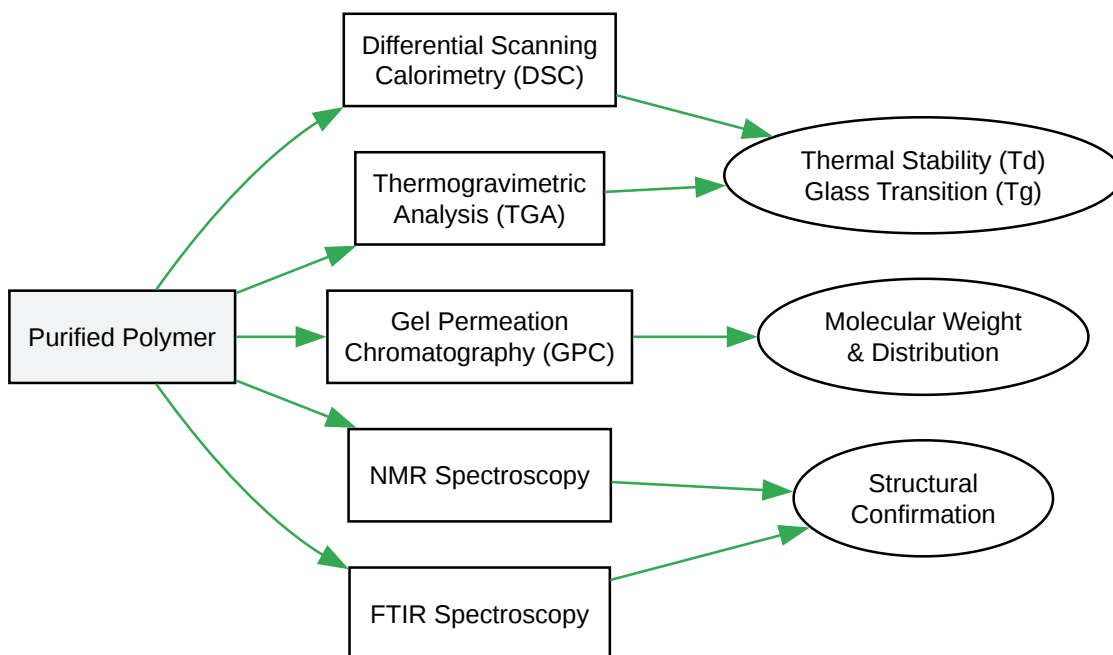 Differential Scanning
Calorimetry (DSC)
Thermal Stability (Td)
Glass Transition (Tg)
Thermogravimetric
Analysis (TGA)
Purified Polymer
Gel Permeation
Chromatography (GPC)
Molecular Weight
& Distribution
NMR Spectroscopy
Structural
Confirmation
FTIR Spectroscopy